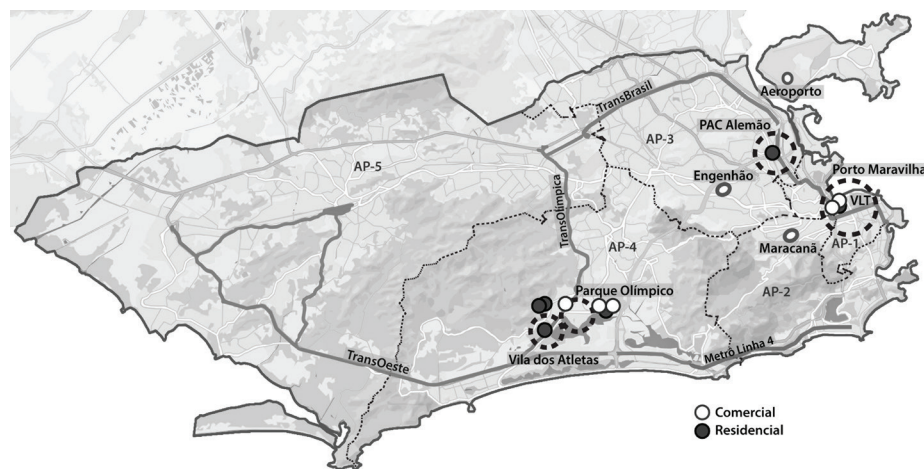 Aeroporto
TransBrasil
AP-3
PAC Alemão
AP-5
Porto Maravilha
Engenhão
VLT
TransOlímpica
Maracanã
AP-4
AP-1
Parque Olímpico
AP-2
TransOeste
Vila dos Atletas
Metrô Linha 4
Comercial
Residencial